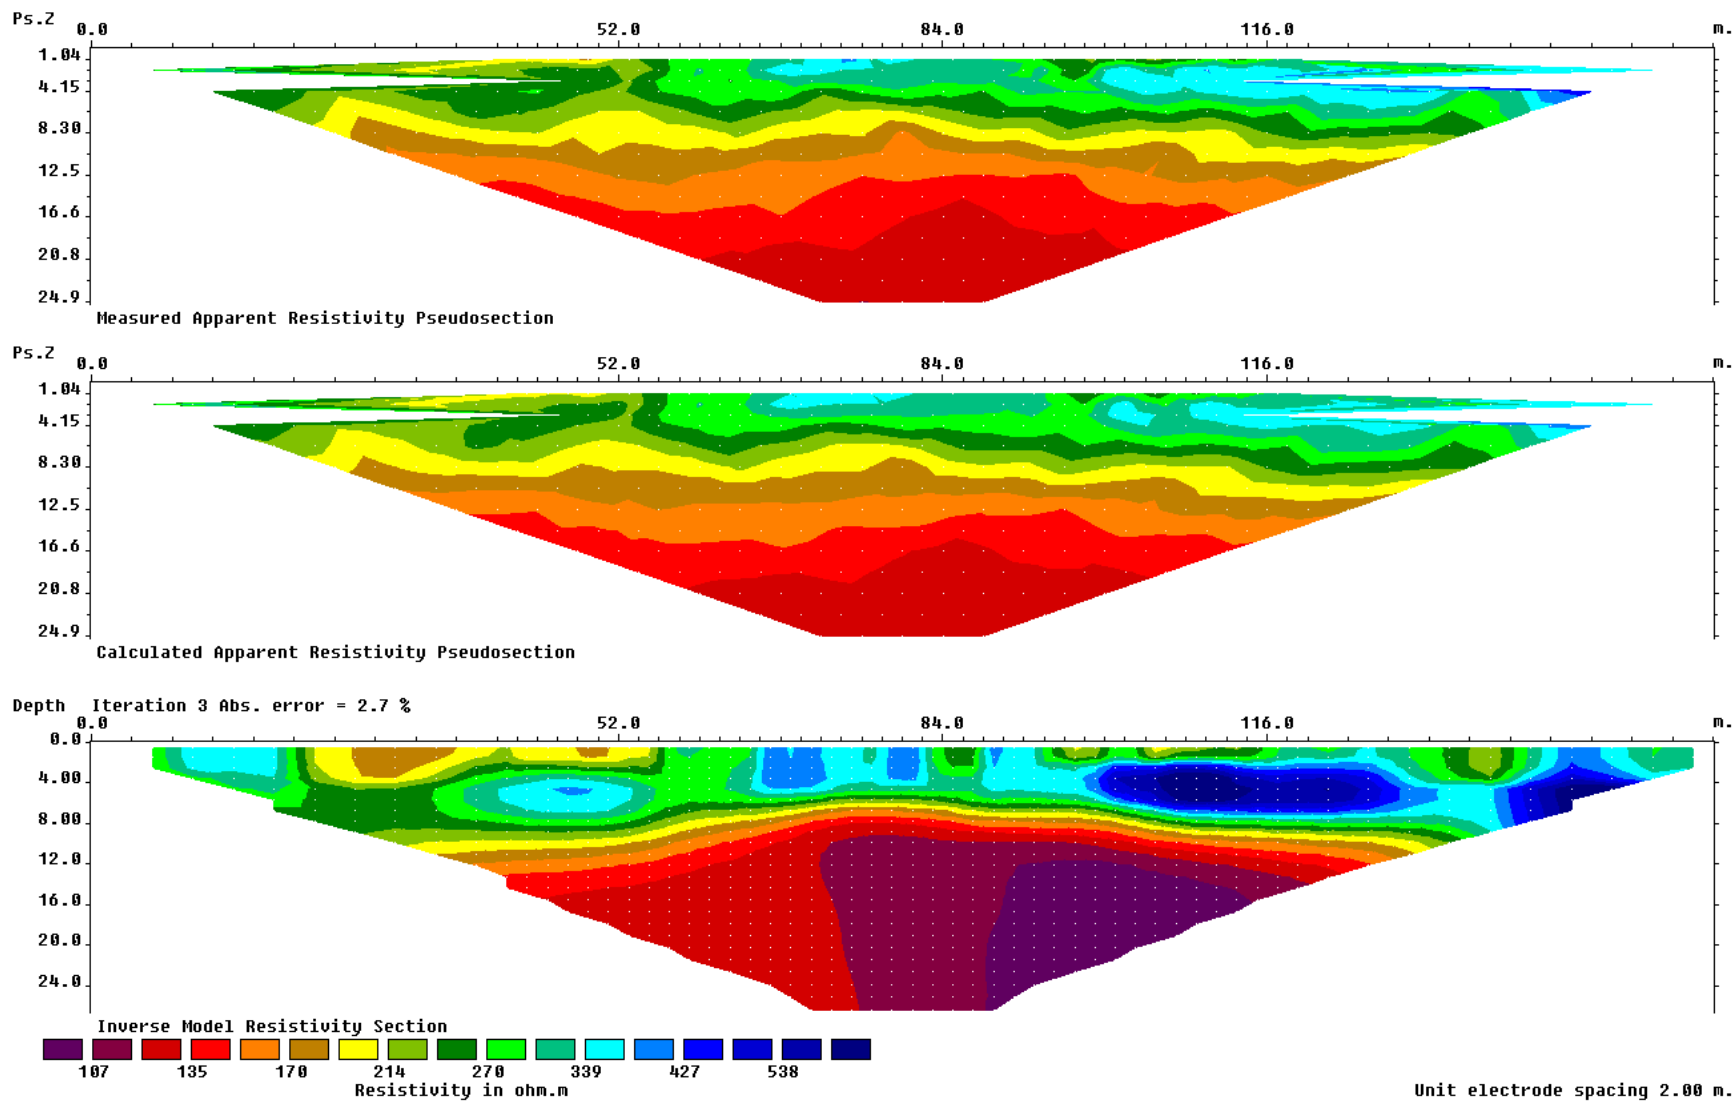 Ps.Z 0.0 52.0 84.0 116.0 m.
1.04
4.15
8.30
12.5
16.6
20.8
24.9
Measured Apparent Resistivity Pseudosection
Ps.Z 0.0 52.0 84.0 116.0 m.
1.04
4.15
8.30
12.5
16.6
20.8
24.9
Calculated Apparent Resistivity Pseudosection
Depth Iteration 3 Abs. error = 2.7 %
0.0 52.0 84.0 116.0 m.
0.0
4.00
8.00
12.0
16.0
20.0
24.0
Inverse Model Resistivity Section
107 135 170 214 270 339 427 538
Resistivity in ohm.m
Unit electrode spacing 2.00 m.